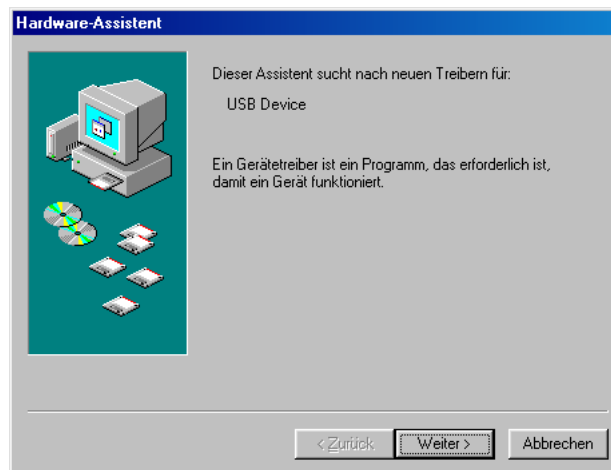 Hardware-Assistent
Dieser Assistent sucht nach neuen Treibern für:
USB Device
Ein Gerätetreiber ist ein Programm, das erforderlich ist,
damit ein Gerät funktioniert.
< Zurück
Weiter >
Abbrechen